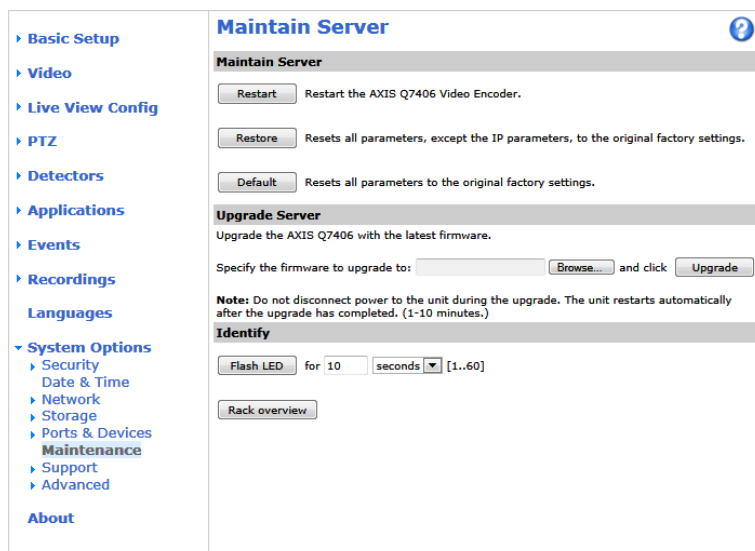 Basic Setup
Video
Live View Config
PTZ
Detectors
Applications
Events
Recordings
Languages
System Options
Security
Date & Time
Network
Storage
Ports & Devices
Maintenance
Support
Advanced
About
Maintain Server
?
Maintain Server
Restart Restart the AXIS Q7406 Video Encoder.
Restore Resets all parameters, except the IP parameters, to the original factory settings.
Default Resets all parameters to the original factory settings.
Upgrade Server
Upgrade the AXIS Q7406 with the latest firmware.
Specify the firmware to upgrade to: Browse... and click Upgrade
Note: Do not disconnect power to the unit during the upgrade. The unit restarts automatically
after the upgrade has completed. (1-10 minutes.)
Identify
Flash LED for 10 seconds [1..60]
Rack overview